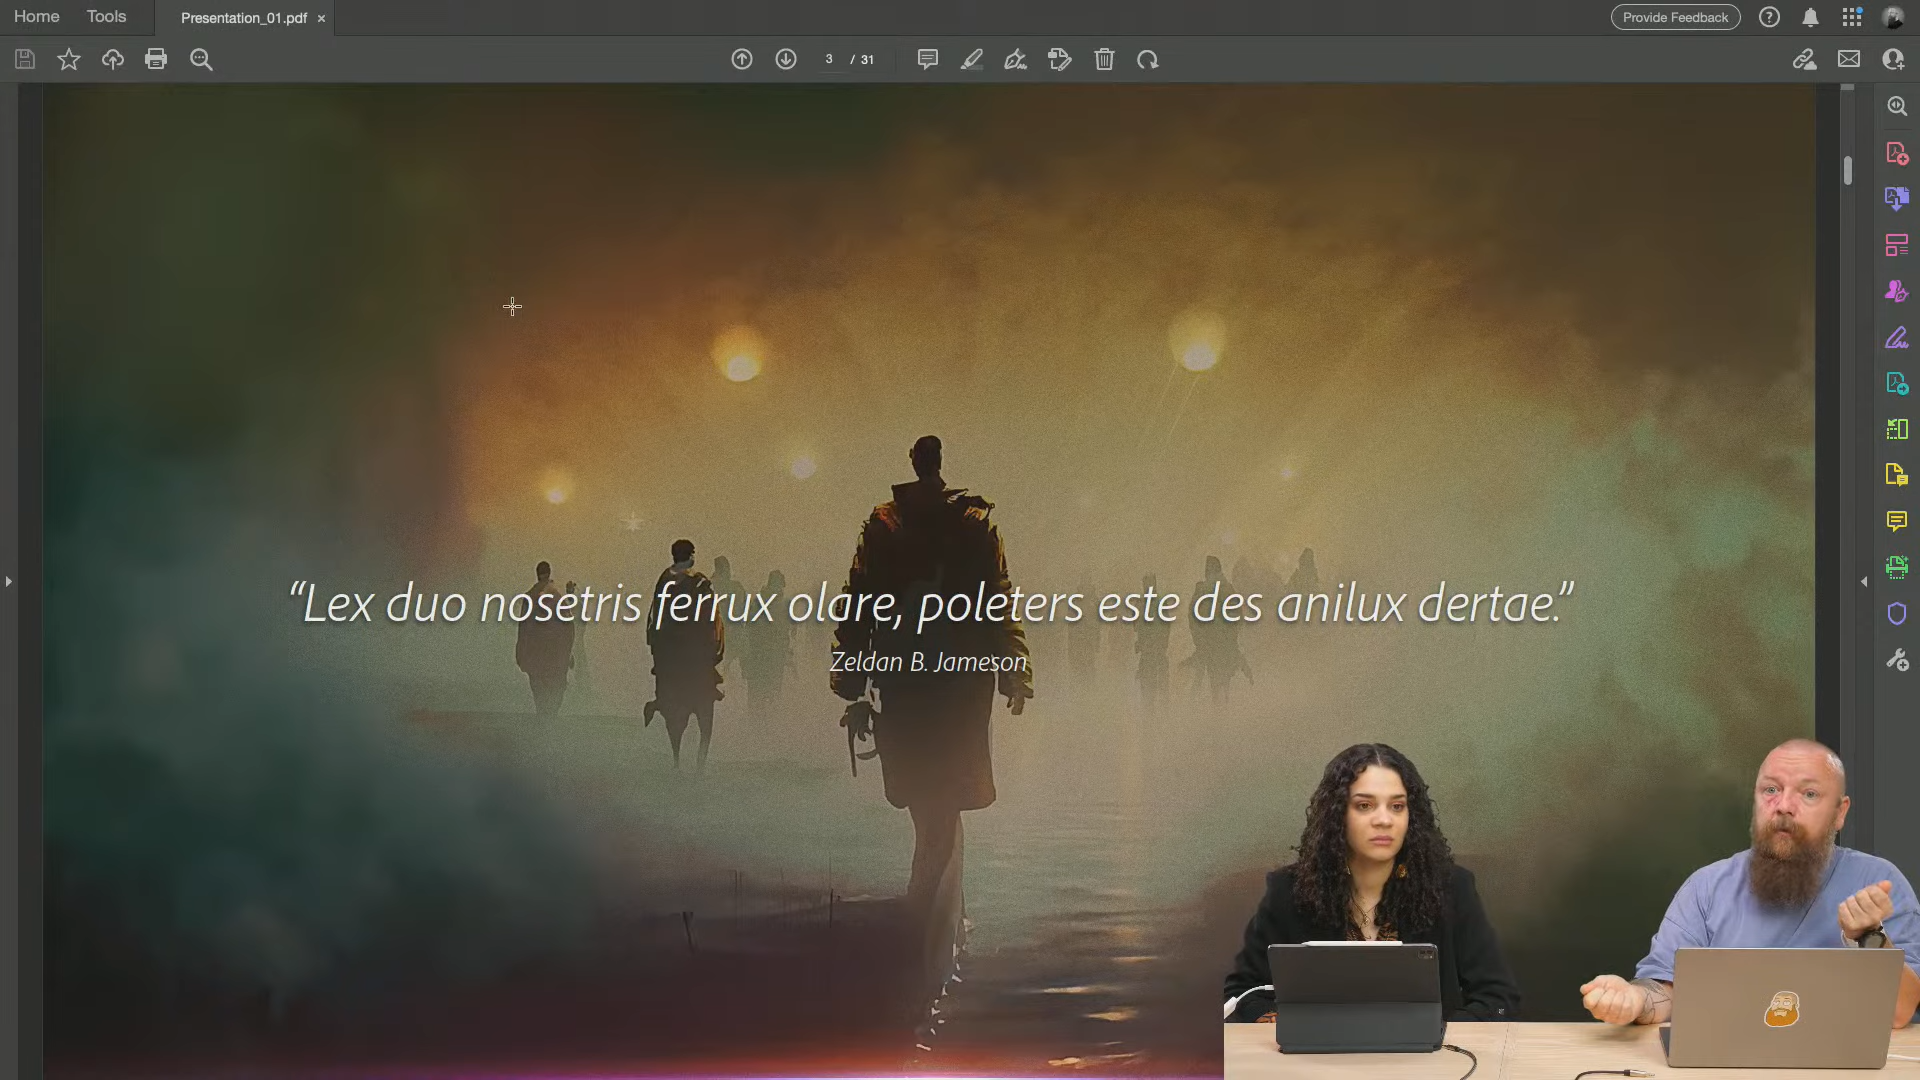 Home
Tools
Presentation_01.pdf
Provide Feedback
3 / 31
“Lex duo nosetris ferrux olare, poleters este des anilux dertae.”
Zeldan B. Jameson